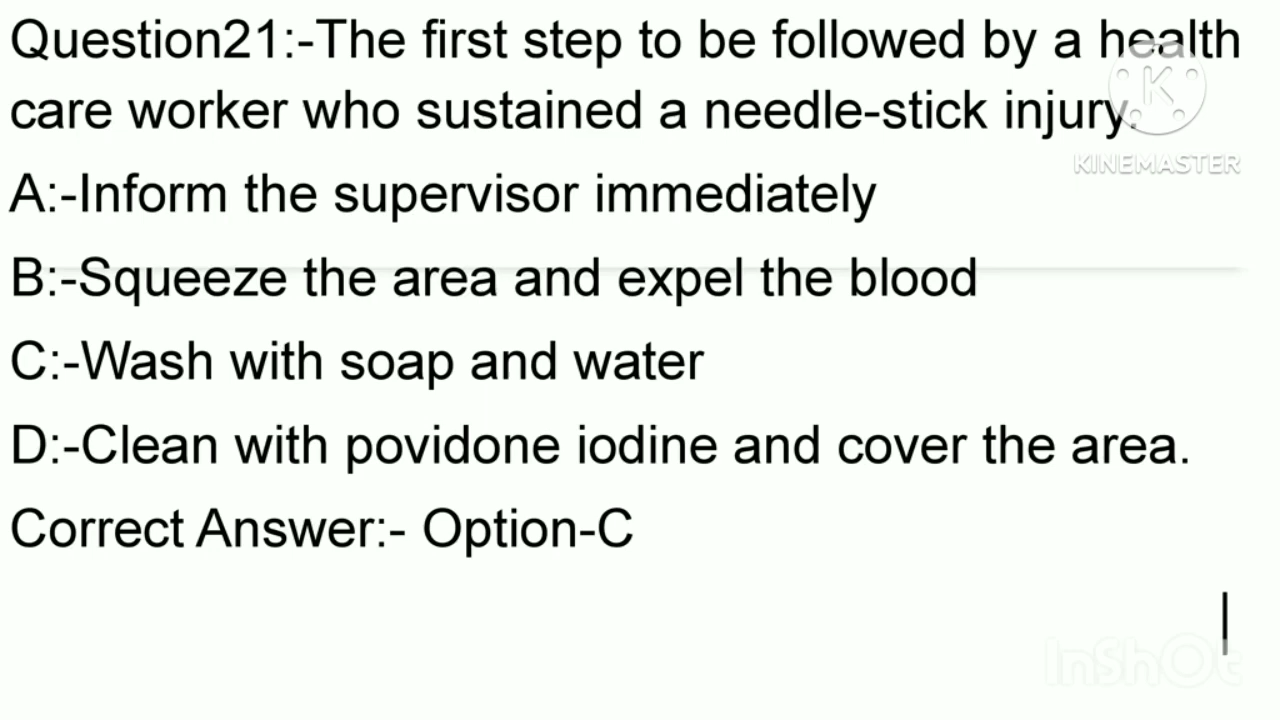 Question21:-The first step to be followed by a health
care worker who sustained a needle-stick injury.
KINEMASTER
A:-Inform the supervisor immediately
B:-Squeeze the area and expel the blood
C:-Wash with soap and water
D:-Clean with povidone iodine and cover the area.
Correct Answer:- Option-C
InShOt